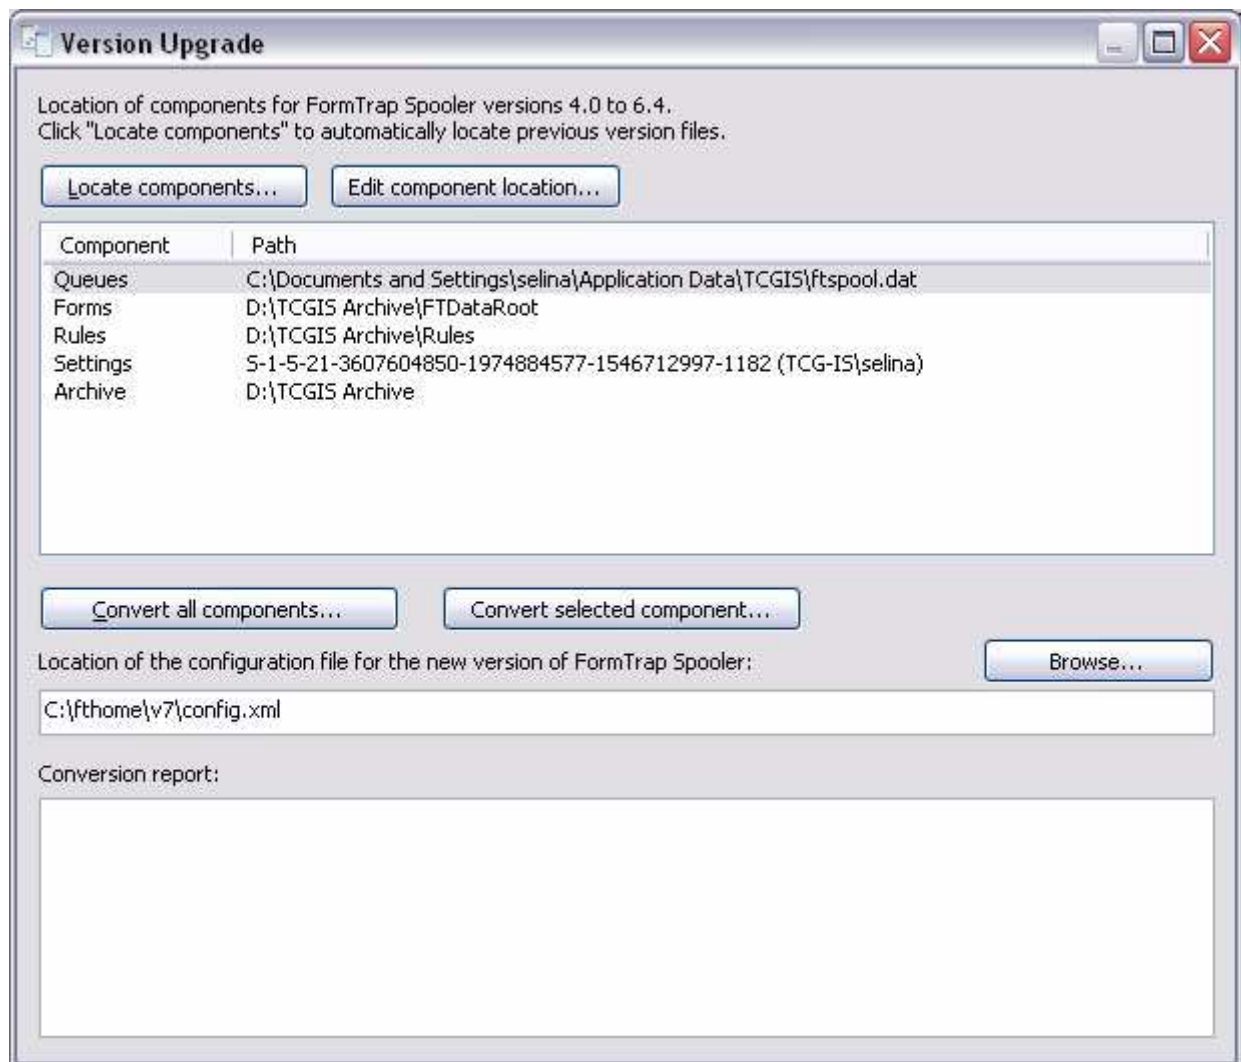 Version Upgrade
Location of components for FormTrap Spooler versions 4.0 to 6.4.
Click "Locate components" to automatically locate previous version files.
Locate components... Edit component location...
Component Path
Queues C:\Documents and Settings\selina\Application Data\TCGIS\ftspool.dat
Forms D:\TCGIS Archive\FTDataRoot
Rules D:\TCGIS Archive\Rules
Settings S-1-5-21-3607604850-1974884577-1546712997-1182 (TCG-IS\selina)
Archive D:\TCGIS Archive
Convert all components... Convert selected component...
Location of the configuration file for the new version of FormTrap Spooler: Browse...
C:\fthome\v7\config.xml
Conversion report: